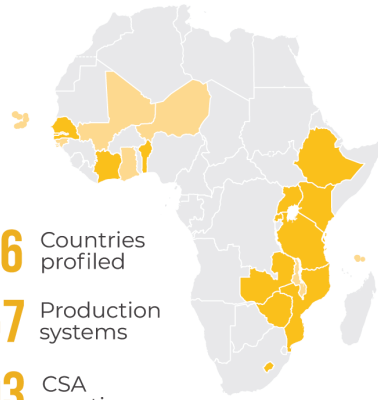 6 Countries
profiled
7 Production
systems
3 CSA